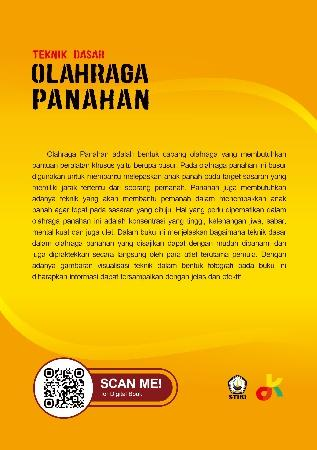 TEKNIK DASAR
OLAHRAGA
PANAHAN
Olahraga Panahan adalah bentuk cabang olahraga yang membutuhkan
bantuan peralatan khusus yaitu berupa busur. Pada olahraga panahan ini busur
digunakan untuk membantu melepaskan anak panah pada target sasaran yang
memiliki jarak tertentu dari seorang pemanah. Panahan juga membutuhkan
adanya teknik yang akan membantu pemanah dalam menembakkan anak
panah agar tepat pada sasaran yang dituju. Hal yang perlu diperhatikan dalam
olahraga panahan ini adalah konsentrasi yang tinggi, ketenangan jiwa, sabar,
mental kuat dan juga ulet. Dalam buku ini menjelaskan bagaimana teknik dasar
dalam olahraga panahan yang disajikan dapat dengan mudah dipahami dan
juga dipraktekkan secara langsung oleh para atlet terutama pemula. Dengan
adanya gambaran visualisasi teknik dalam bentuk fotografi pada buku ini
diharapkan informasi dapat tersampaikan dengan jelas dan efektif.
SCAN ME!
for Digital Book
STIKI